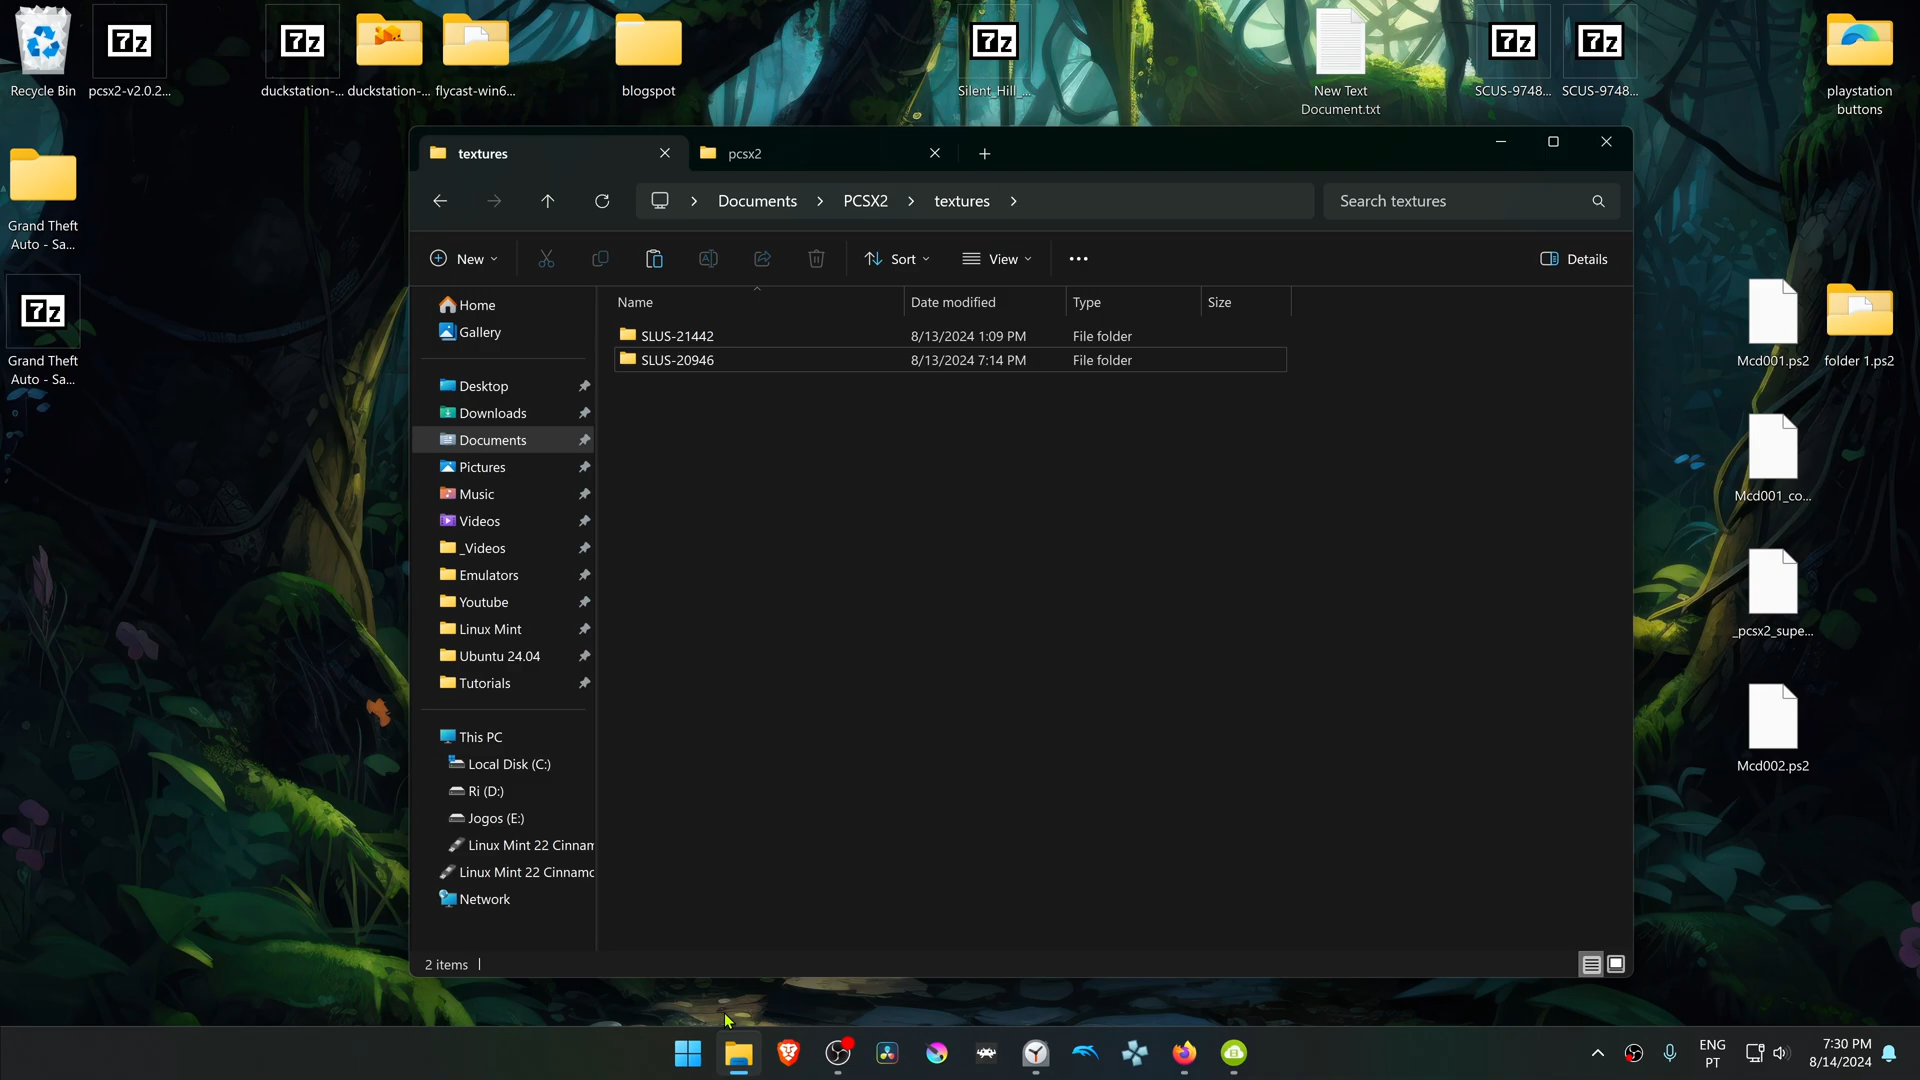 Recycle Bin
pcsx2-v2.0.2...
duckstation-...
duckstation-...
flycast-win6...
blogspot
Silent_Hill_...
New Text
Document.txt
SCUS-9748...
SCUS-9748...
playstation
buttons
Grand Theft
Auto - Sa...
Grand Theft
Auto - Sa...
textures
pcsx2
Documents
PCSX2
textures
Search textures
New
Sort
View
Details
Name
Date modified
Type
Size
SLUS-21442
8/13/2024 1:09 PM
File folder
SLUS-20946
8/13/2024 7:14 PM
File folder
Home
Gallery
Desktop
Downloads
Documents
Pictures
Music
Videos
_Videos
Emulators
Youtube
Linux Mint
Ubuntu 24.04
Tutorials
This PC
Local Disk (C:)
Ri (D:)
Jogos (E:)
Linux Mint 22 Cinnam
Linux Mint 22 Cinnamo
Network
2 items
Mcd001.ps2
folder 1.ps2
Mcd001_co...
_pcsx2_supe...
Mcd002.ps2
7z
7z
7z
7z
7z
7z
ENG
PT
7:30 PM
8/14/2024